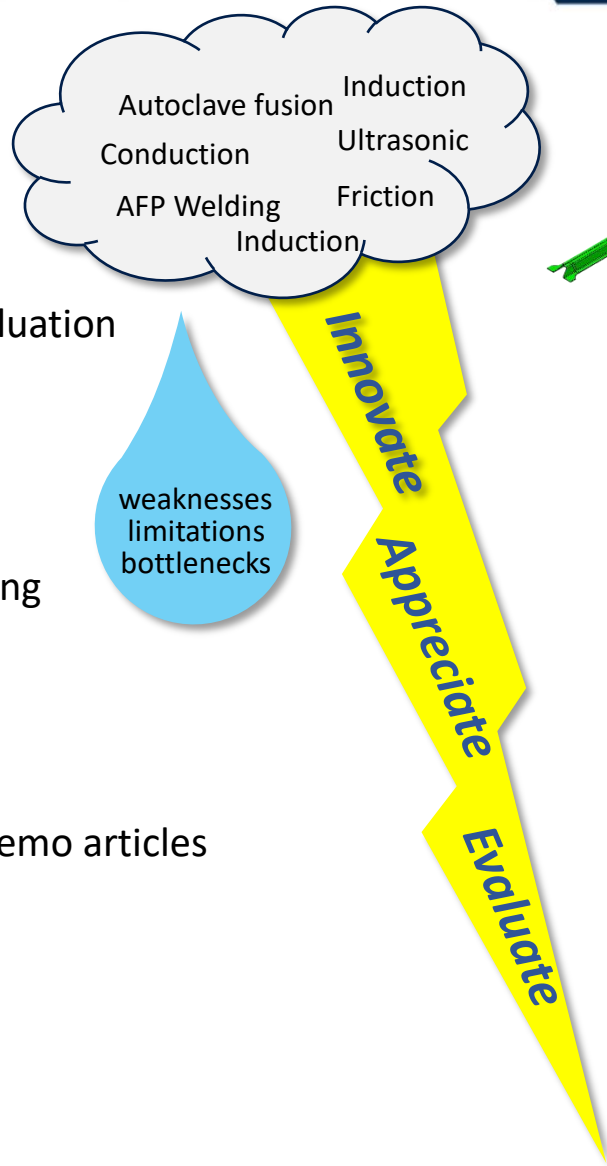 Autoclave fusion
Induction
Conduction
Ultrasonic
AFP Welding
Friction
Induction
luation
Innovate
weaknesses
limitations
bottlenecks
ng
Appreciate
emo articles
Evaluate